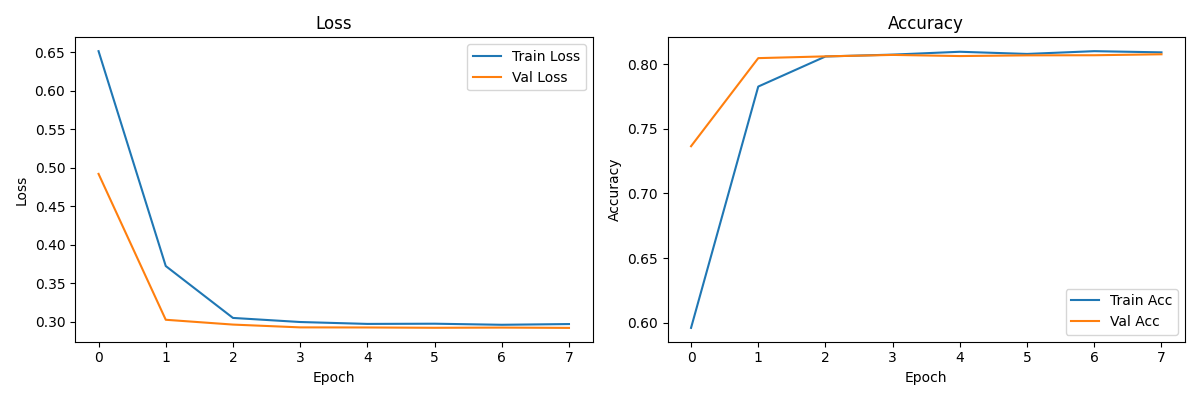 Loss
Train Loss
Val Loss
0.65
0.60
0.55
0.50
0.45
0.40
0.35
0.30
Loss
0 1 2 3 4 5 6 7
Epoch
Accuracy
0.80
0.75
0.70
0.65
0.60
Accuracy
Train Acc
Val Acc
0 1 2 3 4 5 6 7
Epoch